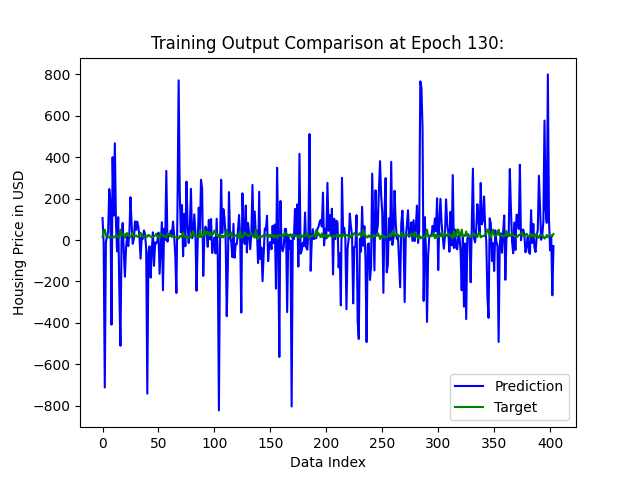 Training Output Comparison at Epoch 130:
Housing Price in USD
800
600
400
200
0
−200
−400
−600
−800
Prediction
Target
0 50 100 150 200 250 300 350 400
Data Index